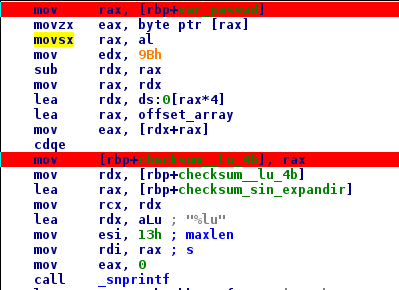 mov rax, [rbp+var_passwd]
movzx eax, byte ptr [rax]
movsx rax, al
mov edx, 9Bh
sub rdx, rax
mov rax, rdx
lea rdx, ds:0[rax*4]
lea rax, offset_array
mov eax, [rdx+rax]
cdqe
mov [rbp+checksum__lu_4b], rax
mov rdx, [rbp+checksum__lu_4b]
lea rax, [rbp+checksum_sin_expandir]
mov rcx, rdx
lea rdx, aLu ; "%lu"
mov esi, 13h ; maxlen
mov rdi, rax ; s
mov eax, 0
call _snprintf